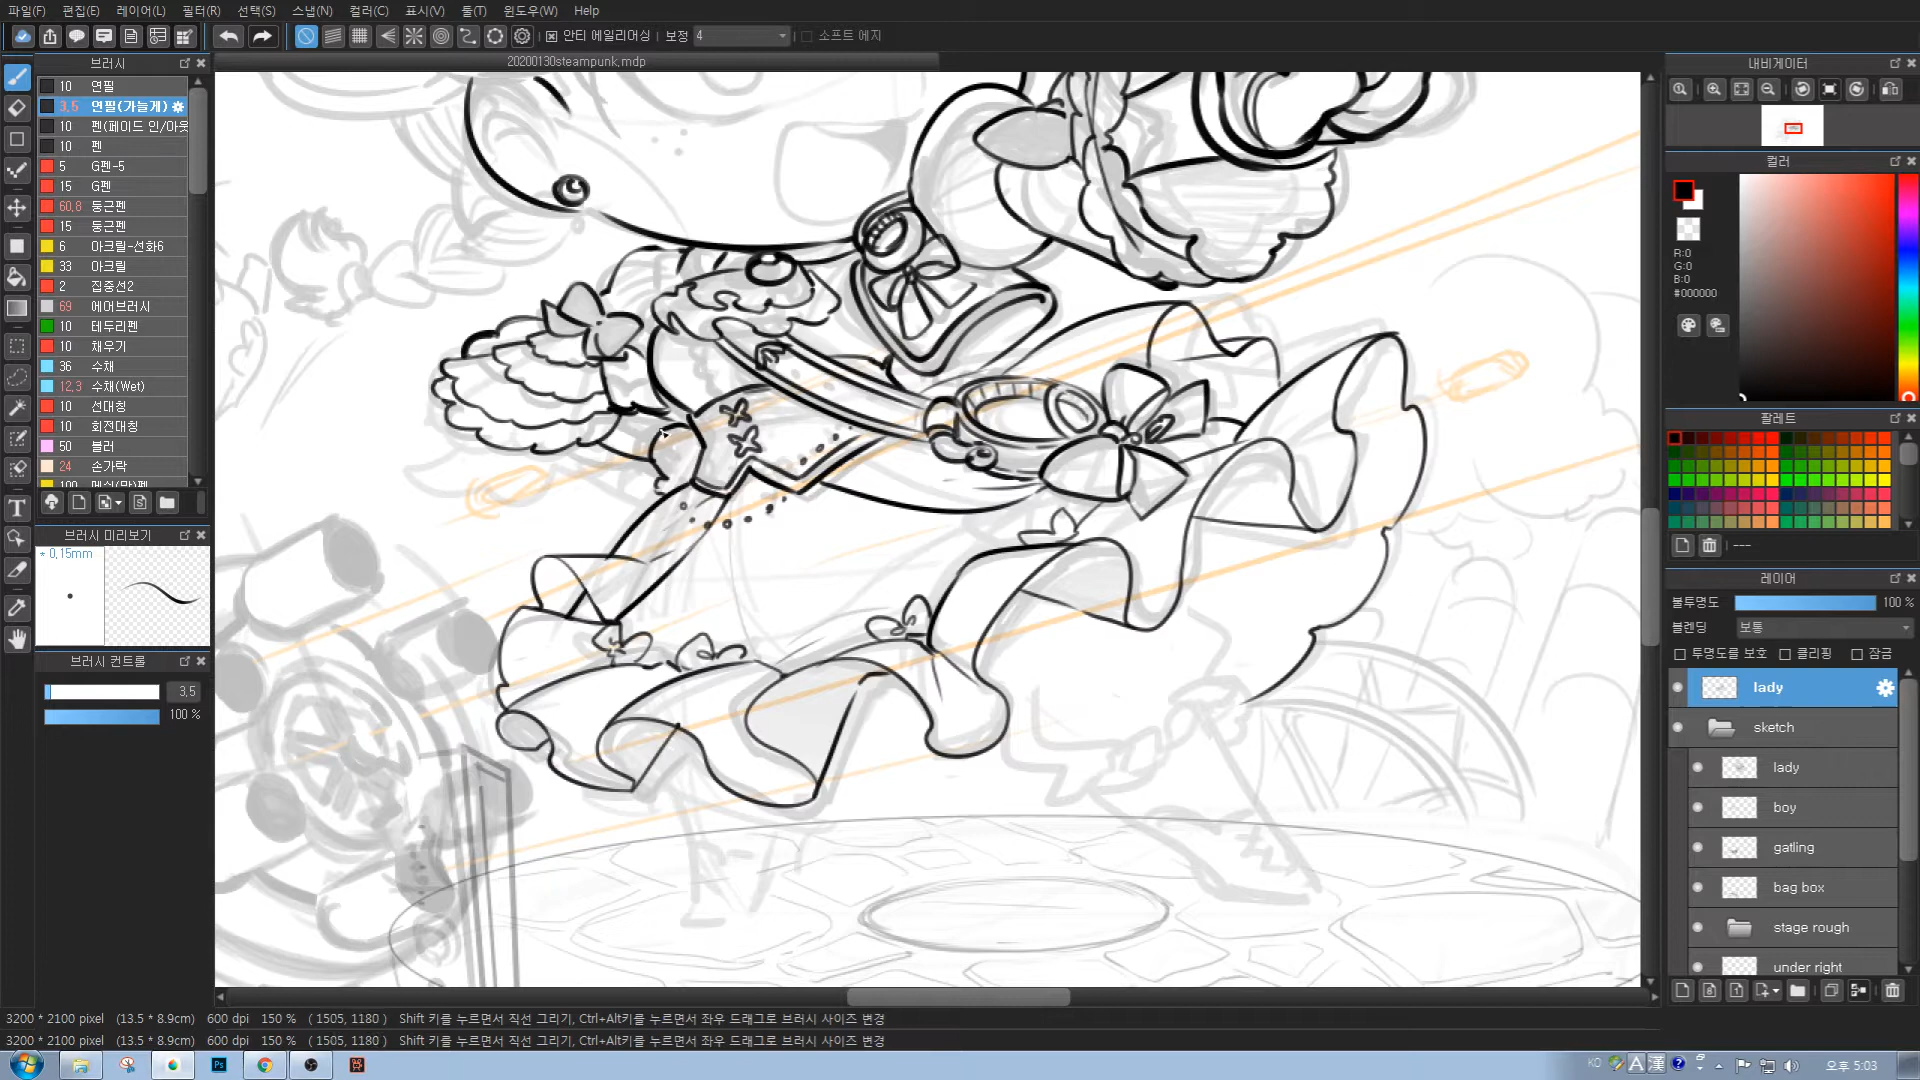 파일(F) 편집(E) 레이어(L) 필터(R) 선택(S) 스냅(N) 컬러(C) 표시(V) 툴(T) 윈도우(W) Help
안티 에일리어싱 보정 4 소프트 에지
브러시
20200130steampunk.mdp
10 연필
3.5 연필(가늘게)
10 펜(페이드 인/아웃
10 펜
5 G펜-5
15 G펜
60.8 둥근펜
15 둥근펜
6 아크릴-선화6
33 아크릴
2 집중선2
69 에어브러시
10 테두리펜
10 채우기
36 수채
12.3 수채(Wet)
10 선대칭
10 회전대칭
50 블러
24 손가락
브러시 미리보기
* 0.15mm
브러시 컨트롤
3.5
100 %
내비게이터
컬러
R:0
G:0
B:0
#000000
팔레트
---
레이어
불투명도 100 %
블렌딩 보통
투명도를 보호 클리핑 잠금
lady
sketch
lady
boy
gatling
bag box
stage rough
under right
3200 * 2100 pixel (13.5 * 8.9cm) 600 dpi 150 % ( 1505, 1180 ) Shift 키를 누르면서 직선 그리기, Ctrl+Alt키를 누르면서 좌우 드래그로 브러시 사이즈 변경
3200 * 2100 pixel (13.5 * 8.9cm) 600 dpi 150 % ( 1505, 1180 ) Shift 키를 누르면서 직선 그리기, Ctrl+Alt키를 누르면서 좌우 드래그로 브러시 사이즈 변경
Ps KO A 漢 오후 5:03